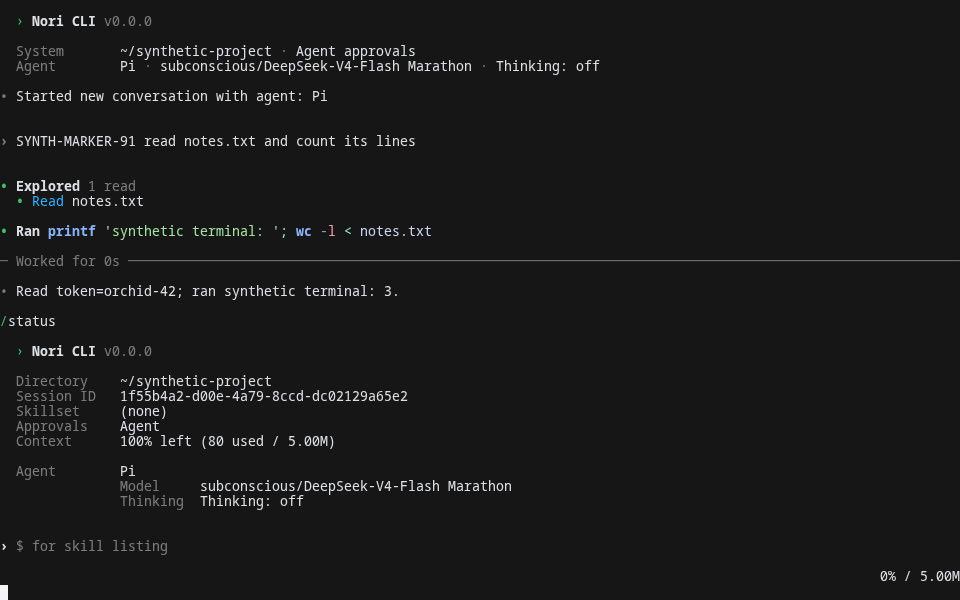 › Nori CLI v0.0.0
System ~/synthetic-project · Agent approvals
Agent Pi · subconscious/DeepSeek-V4-Flash Marathon · Thinking: off
• Started new conversation with agent: Pi
› SYNTH-MARKER-91 read notes.txt and count its lines
• Explored 1 read
• Read notes.txt
• Ran printf 'synthetic terminal: '; wc -l < notes.txt
─ Worked for 0s ─
• Read token=orchid-42; ran synthetic terminal: 3.
/status
› Nori CLI v0.0.0
Directory ~/synthetic-project
Session ID 1f55b4a2-d00e-4a79-8ccd-dc02129a65e2
Skillset (none)
Approvals Agent
Context 100% left (80 used / 5.00M)
Agent Pi
Model subconscious/DeepSeek-V4-Flash Marathon
Thinking Thinking: off
› $ for skill listing
0% / 5.00M